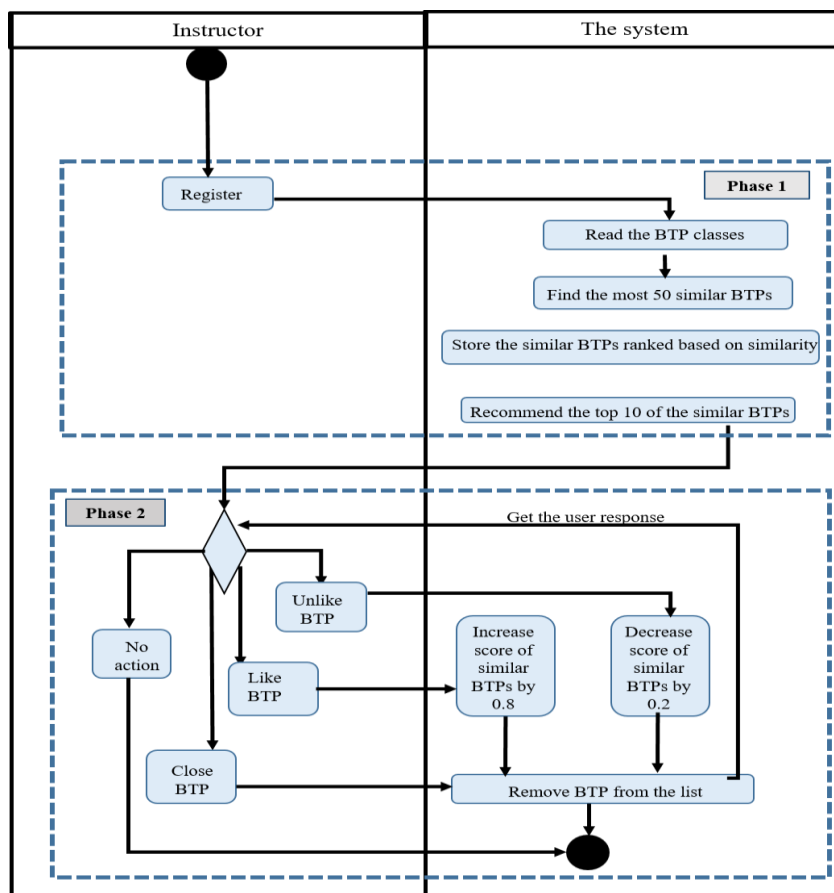 Instructor
The system
Phase 1
Register
Read the BTP classes
Find the most 50 similar BTPs
Store the similar BTPs ranked based on similarity
Recommend the top 10 of the similar BTPs
Phase 2
Get the user response
Unlike
BTP
No
action
Like
BTP
Increase
score of
similar
BTPs by
0.8
Decrease
score of
similar
BTPs by
0.2
Close
BTP
Remove BTP from the list